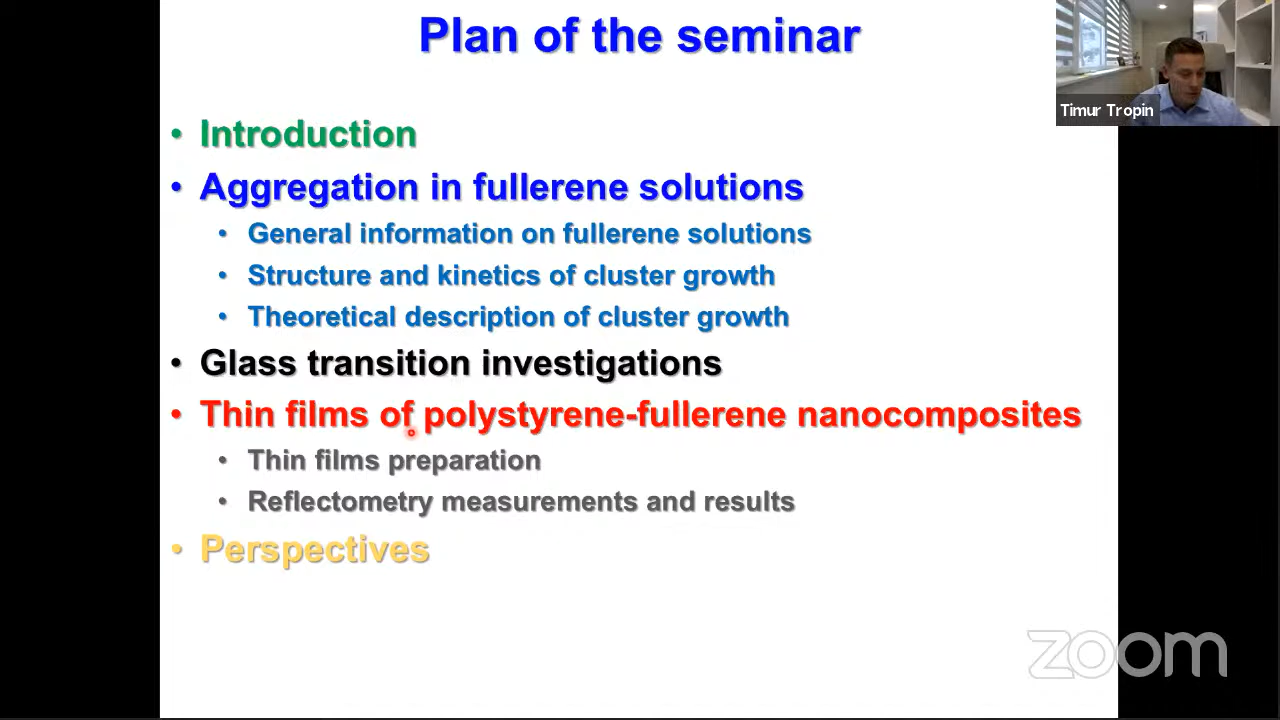 Plan of the seminar
Timur Tropin
• Introduction
• Aggregation in fullerene solutions
• General information on fullerene solutions
• Structure and kinetics of cluster growth
• Theoretical description of cluster growth
• Glass transition investigations
• Thin films of polystyrene-fullerene nanocomposites
• Thin films preparation
• Reflectometry measurements and results
• Perspectives
zoom